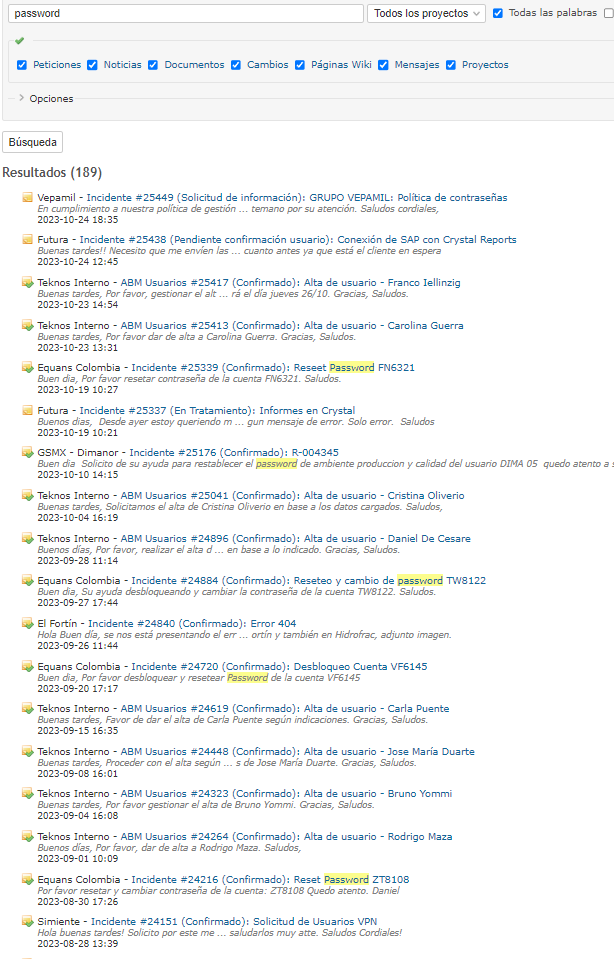 password Todos los proyectos Todas las palabras
Peticiones Noticias Documentos Cambios Páginas Wiki Mensajes Proyectos
Opciones
Búsqueda
Resultados (189)
Vepamil - Incidente #25449 (Solicitud de información): GRUPO VEPAMIL: Política de contraseñas
En cumplimiento a nuestra política de gestión ... temano por su atención. Saludos cordiales,
2023-10-24 18:35
Futura - Incidente #25438 (Pendiente confirmación usuario): Conexión de SAP con Crystal Reports
Buenas tardes!! Necesito que me envíen las ... cuanto antes ya que está el cliente en espera
2023-10-24 12:45
Teknos Interno - ABM Usuarios #25417 (Confirmado): Alta de usuario - Franco Iellinzig
Buenas tardes, Por favor, gestionar el alt ... rá el día jueves 26/10. Gracias, Saludos.
2023-10-23 14:54
Teknos Interno - ABM Usuarios #25413 (Confirmado): Alta de usuario - Carolina Guerra
Buenas tardes, Por favor dar de alta a Carolina Guerra. Gracias, Saludos.
2023-10-23 13:31
Equans Colombia - Incidente #25339 (Confirmado): Reseet Password FN6321
Buen dia, Por favor resetar contraseña de la cuenta FN6321. Saludos.
2023-10-19 10:27
Futura - Incidente #25337 (En Tratamiento): Informes en Crystal
Buenos dias, Desde ayer estoy queriendo m ... gun mensaje de error. Solo error. Saludos
2023-10-19 10:21
GSMX - Dimanor - Incidente #25176 (Confirmado): R-004345
Buen dia Solicito de su ayuda para restablecer el password de ambiente produccion y calidad del usuario DIMA 05 quedo atento a s
2023-10-10 14:15
Teknos Interno - ABM Usuarios #25041 (Confirmado): Alta de usuario - Cristina Oliverio
Buenas tardes, Solicitamos el alta de Cristina Oliverio en base a los datos cargados. Saludos,
2023-10-04 16:19
Teknos Interno - ABM Usuarios #24896 (Confirmado): Alta de usuario - Daniel De Cesare
Buenos días, Por favor, realizar el alta d ... en base a lo indicado. Gracias, Saludos.
2023-09-28 11:14
Equans Colombia - Incidente #24884 (Confirmado): Reseteo y cambio de password TW8122
Buen dia, Su ayuda desbloqueando y cambiar la contraseña de la cuenta TW8122. Saludos.
2023-09-27 17:44
El Fortín - Incidente #24840 (Confirmado): Error 404
Hola Buen día, se nos está presentando el err ... ortín y también en Hidrofrac, adjunto imagen.
2023-09-26 11:44
Equans Colombia - Incidente #24720 (Confirmado): Desbloqueo Cuenta VF6145
Buen dia, Por favor desbloquear y resetear Password de la cuenta VF6145
2023-09-20 17:17
Teknos Interno - ABM Usuarios #24619 (Confirmado): Alta de usuario - Carla Puente
Buenas tardes, Favor de dar el alta de Carla Puente según indicaciones. Gracias, Saludos.
2023-09-15 16:35
Teknos Interno - ABM Usuarios #24448 (Confirmado): Alta de usuario - Jose María Duarte
Buenas tardes, Proceder con el alta según ... s de Jose María Duarte. Gracias, Saludos.
2023-09-08 16:01
Teknos Interno - ABM Usuarios #24323 (Confirmado): Alta de usuario - Bruno Yommi
Buenas tardes, Por favor gestionar el alta de Bruno Yommi. Gracias, Saludos.
2023-09-04 16:08
Teknos Interno - ABM Usuarios #24264 (Confirmado): Alta de usuario - Rodrigo Maza
Buenos días, Por favor, dar de alta a Rodrigo Maza. Saludos,
2023-09-01 10:09
Equans Colombia - Incidente #24216 (Confirmado): Reset Password ZT8108
Por favor resetar y cambiar contraseña de la cuenta: ZT8108 Quedo atento. Daniel
2023-08-30 17:26
Simiente - Incidente #24151 (Confirmado): Solicitud de Usuarios VPN
Hola buenas tardes! Solicito por este me ... saludarlos muy atte. Saludos Cordiales!
2023-08-28 13:39